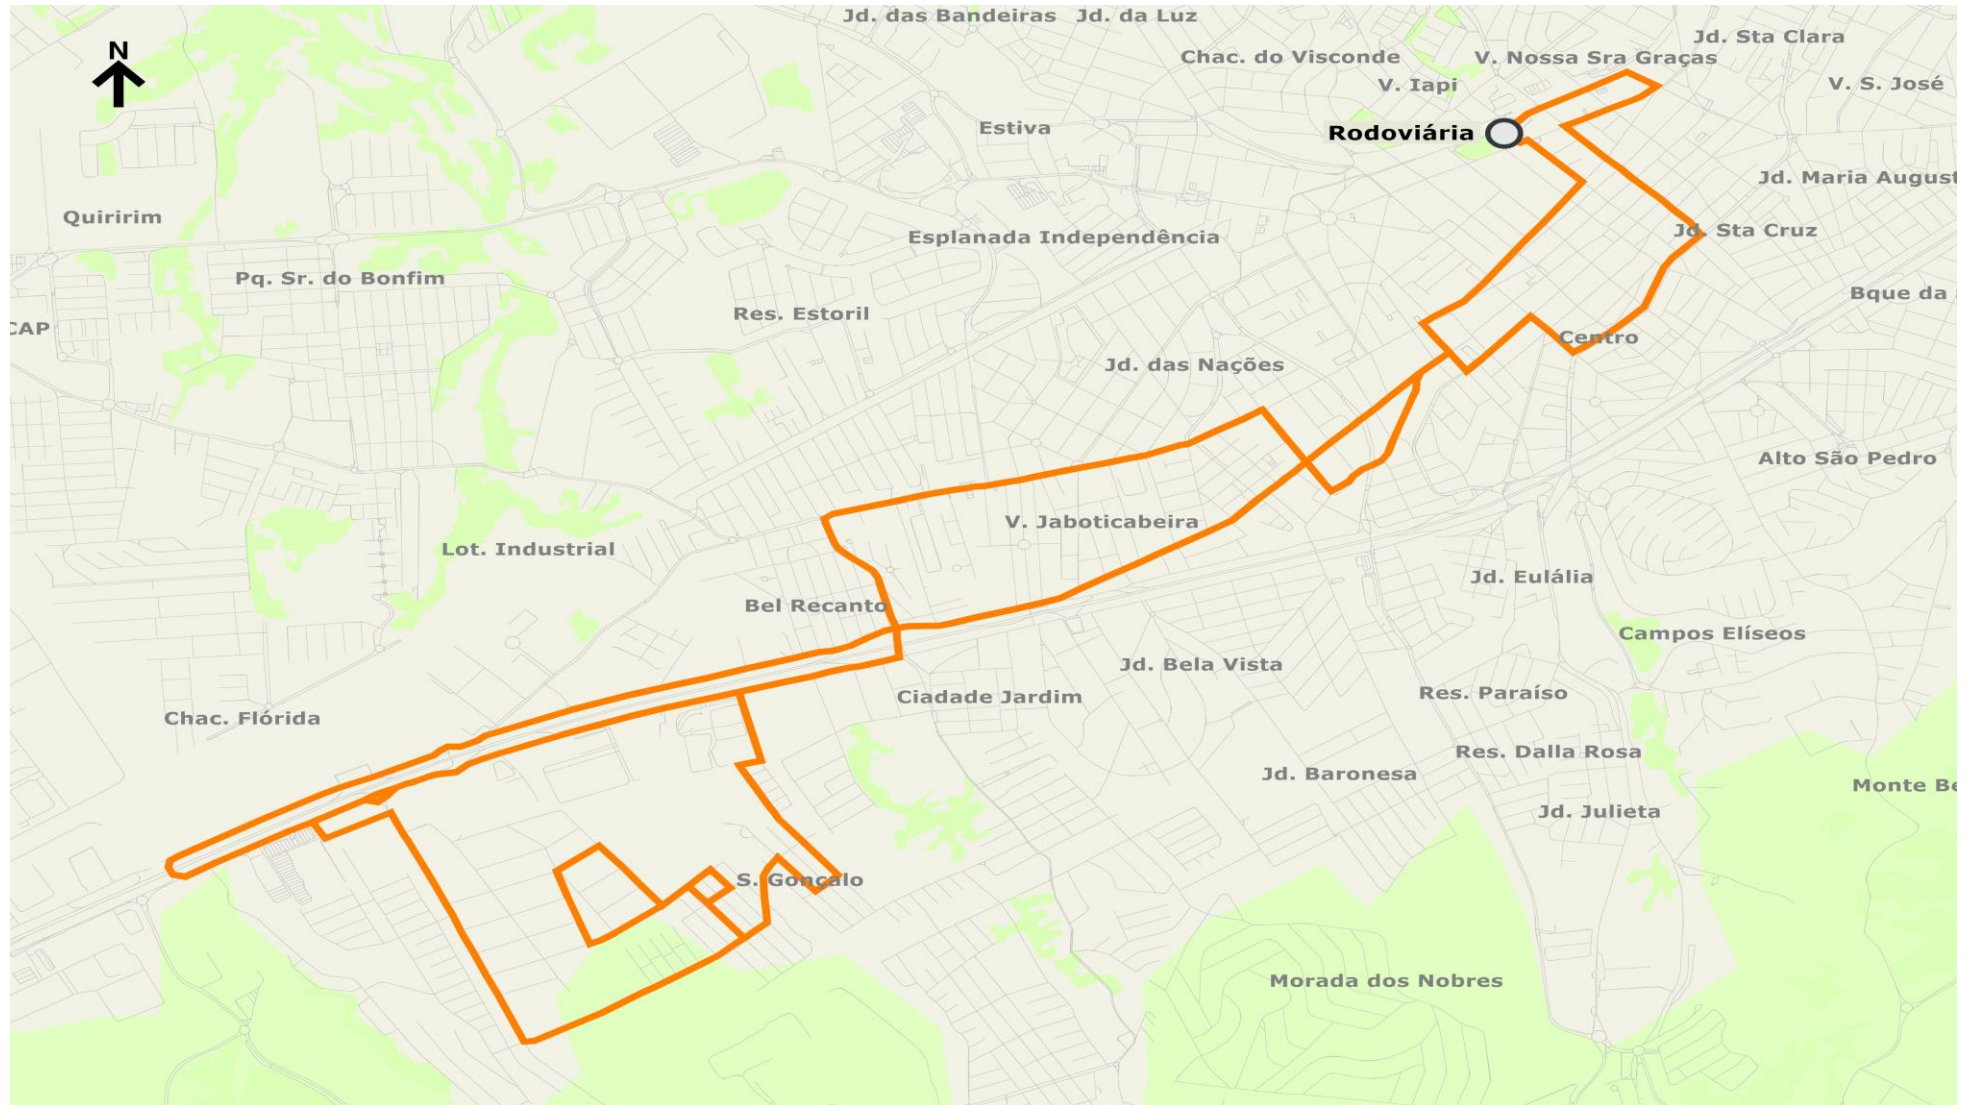 Jd. das Bandeiras
Jd. da Luz
N
Jd. Sta Clara
Chac. do Visconde
V. Nossa Sra Graças
V. Iapi
V. S. José
Estiva
Rodoviária
Jd. Maria August
Quiririm
Jd. Sta Cruz
Esplanada Independência
Pq. Sr. do Bonfim
Bque da
Res. Estoril
CAP
Centro
Jd. das Nações
Alto São Pedro
V. Jaboticabeira
Lot. Industrial
Jd. Eulália
Bel Recanto
Campos Elíseos
Jd. Bela Vista
Res. Paraíso
Ciadade Jardim
Chac. Flórida
Res. Dalla Rosa
Jd. Baronesa
Monte Be
Jd. Julieta
S. Gonçalo
Morada dos Nobres